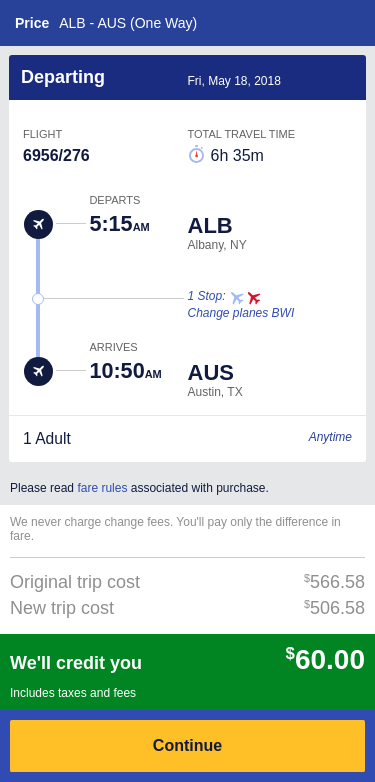 Price ALB - AUS (One Way)
Departing Fri, May 18, 2018
FLIGHT TOTAL TRAVEL TIME
6956/276 6h 35m
DEPARTS
5:15AM ALB
Albany, NY
1 Stop:
Change planes BWI
ARRIVES
10:50AM AUS
Austin, TX
1 Adult Anytime
Please read fare rules associated with purchase.
We never charge change fees. You'll pay only the difference in
fare.
Original trip cost $566.58
New trip cost $506.58
We'll credit you $60.00
Includes taxes and fees
Continue